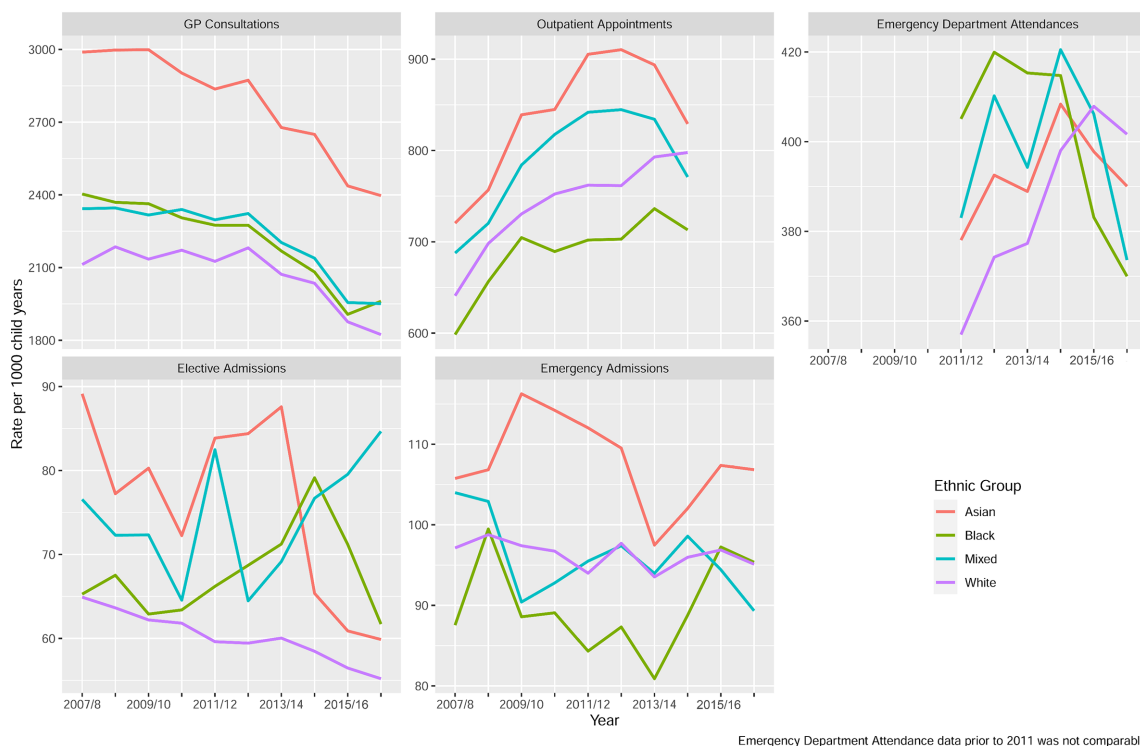 GP Consultations
Outpatient Appointments
Emergency Department Attendances
3000
2700
2400
2100
1800
900
800
700
600
420
400
380
360
2007/8
2009/10
2011/12
2013/14
2015/16
Rate per 1000 child years
Elective Admissions
Emergency Admissions
90
80
70
60
110
100
90
80
2007/8
2009/10
2011/12
2013/14
2015/16
2007/8
2009/10
2011/12
2013/14
2015/16
Year
Ethnic Group
Asian
Black
Mixed
White
Emergency Department Attendance data prior to 2011 was not comparabl